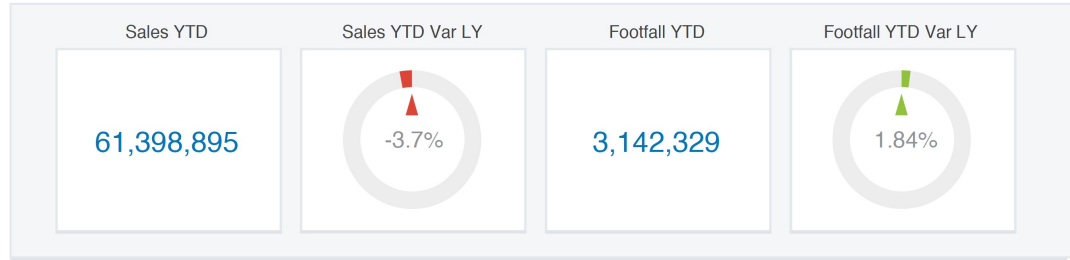 Sales YTD
Sales YTD Var LY
Footfall YTD
Footfall YTD Var LY
61,398,895
-3.7%
3,142,329
1.84%